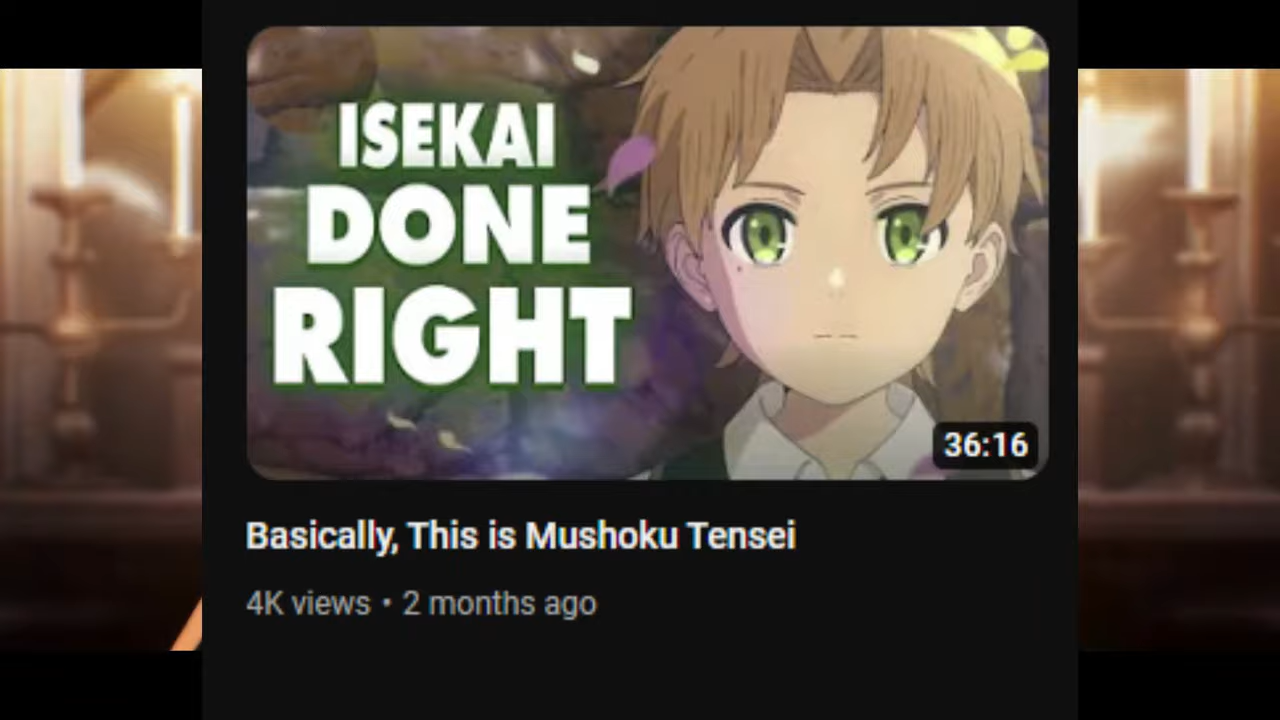 ISEKAI
DONE
RIGHT
36:16
Basically, This is Mushoku Tensei
4K views • 2 months ago